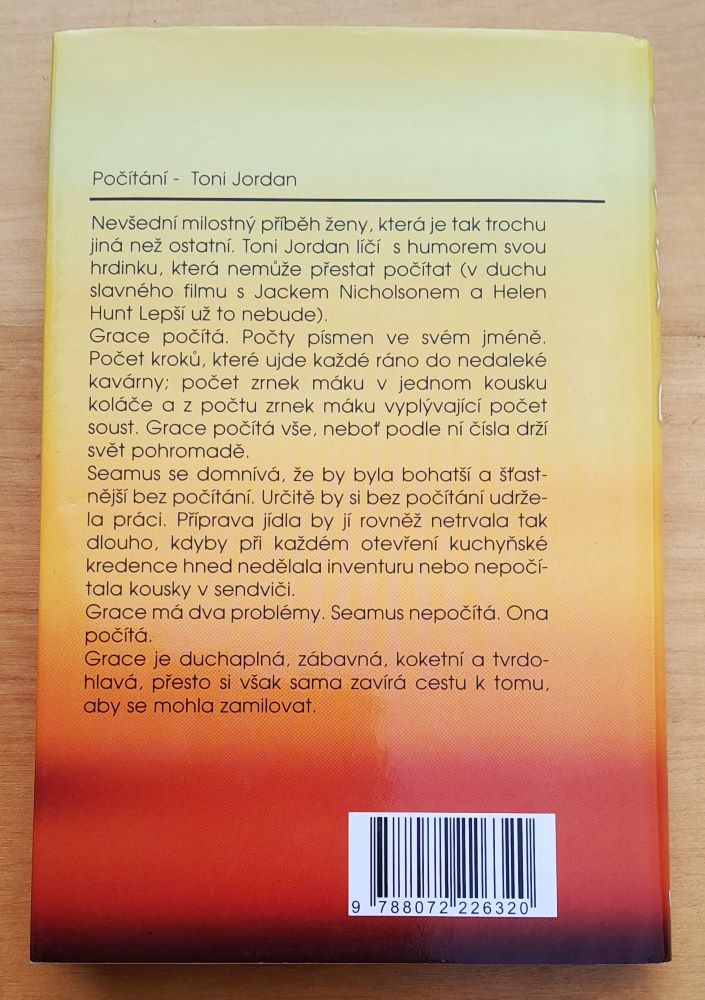 Počítání - Toni Jordan
Nevšední milostný příběh ženy, která je tak trochu
jiná než ostatní. Toni Jordan líčí s humorem svou
hrdinku, která nemůže přestat počítat (v duchu
slavného filmu s Jackem Nicholsonem a Helen
Hunt Lepší už to nebude).
Grace počítá. Počty písmen ve svém jméně.
Počet kroků, které ujde každé ráno do nedaleké
kavárny; počet zrnek máku v jednom kousku
koláče a z počtu zrnek máku vyplývající počet
soust. Grace počítá vše, neboť podle ní čísla drží
svět pohromadě.
Seamus se domnívá, že by byla bohatší a šťast-
nější bez počítání. Určitě by si bez počítání udrže-
la práci. Příprava jídla by jí rovněž netrvala tak
dlouho, kdyby při každém otevření kuchyňské
kredence hned nedělala inventuru nebo nepočí-
tala kousky v sendviči.
Grace má dva problémy. Seamus nepočítá. Ona
počítá.
Grace je duchaplná, zábavná, koketní a tvrdo-
hlavá, přesto si však sama zavírá cestu k tomu,
aby se mohla zamilovat.
9 788072 226320